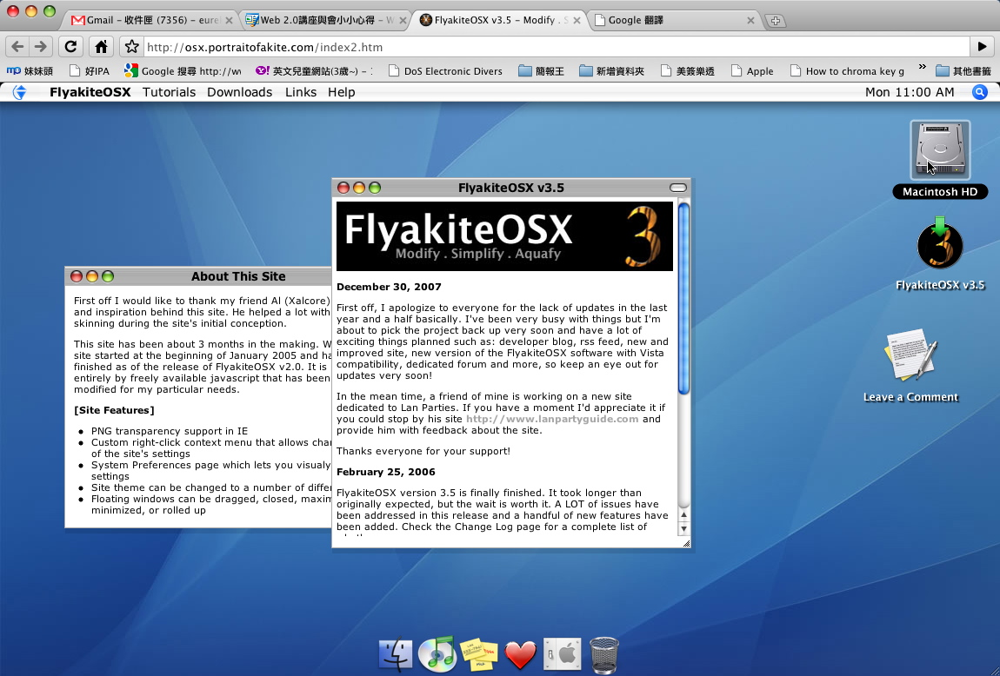 Gmail – 收件匣 (7356) – eure
Web 2.0講座與會小小心得 – W
FlyakiteOSX v3.5 – Modify . S
Google 翻譯
http://osx.portraitofakite.com/index2.htm
mp 妹妹頭
好IPA
Google 搜尋 http://w
Y! 英文兒童網站(3歲~) – :
DoS Electronic Divers
簡報王
新增資料夾
美簽樂透
Apple
How to chroma key g
»
其他書籤
FlyakiteOSX Tutorials Downloads Links Help
Mon 11:00 AM
Macintosh HD
3
FlyakiteOSX v3.5
Leave a Comment
About This Site
First off I would like to thank my friend Al (Xalcore)
and inspiration behind this site. He helped a lot with
skinning during the site's initial conception.
This site has been about 3 months in the making. W
site started at the beginning of January 2005 and ha
finished as of the release of FlyakiteOSX v2.0. It is
entirely by freely available javascript that has been
modified for my particular needs.
[Site Features]
• PNG transparency support in IE
• Custom right-click context menu that allows char
of the site's settings
• System Preferences page which lets you visualy
settings
• Site theme can be changed to a number of differ
• Floating windows can be dragged, closed, maxim
minimized, or rolled up
FlyakiteOSX v3.5
FlyakiteOSX 3
Modify . Simplify . Aquafy
December 30, 2007
First off, I apologize to everyone for the lack of updates in the last
year and a half basically. I've been very busy with things but I'm
about to pick the project back up very soon and have a lot of
exciting things planned such as: developer blog, rss feed, new and
improved site, new version of the FlyakiteOSX software with Vista
compatibility, dedicated forum and more, so keep an eye out for
updates very soon!
In the mean time, a friend of mine is working on a new site
dedicated to Lan Parties. If you have a moment I'd appreciate it if
you could stop by his site http://www.lanpartyguide.com and
provide him with feedback about the site.
Thanks everyone for your support!
February 25, 2006
FlyakiteOSX version 3.5 is finally finished. It took longer than
originally expected, but the wait is worth it. A LOT of issues have
been addressed in this release and a handful of new features have
been added. Check the Change Log page for a complete list of